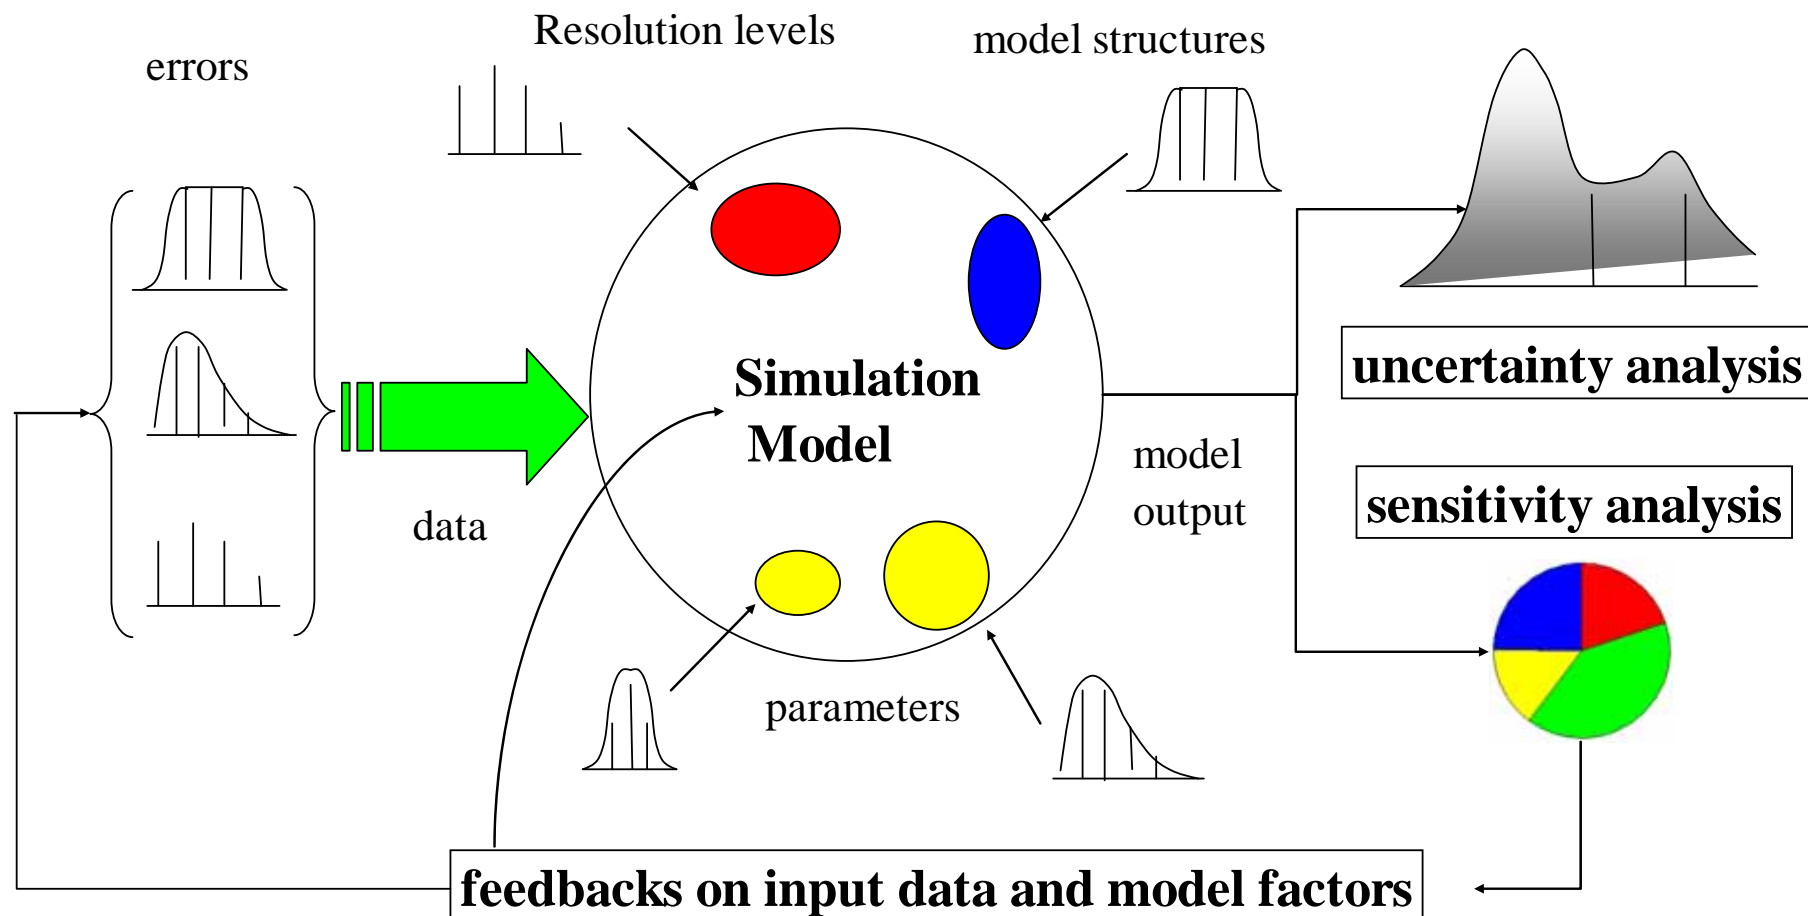 Resolution levels
model structures
errors
uncertainty analysis
Simulation
Model
model
output
sensitivity analysis
data
parameters
feedbacks on input data and model factors